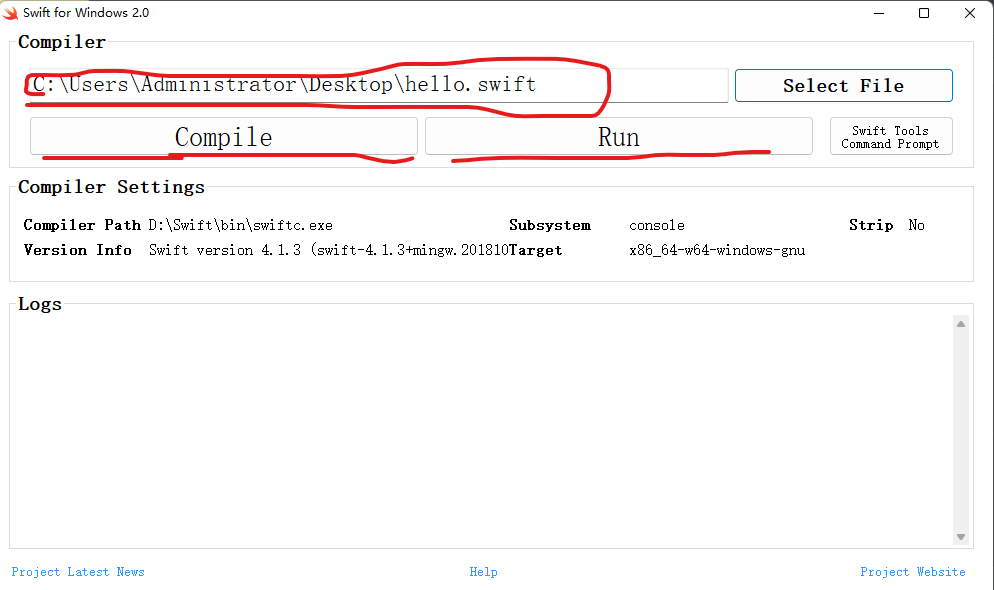 Swift for Windows 2.0
Compiler
C:\Users\Administrator\Desktop\hello.swift
Select File
Compile
Run
Swift Tools
Command Prompt
Compiler Settings
Compiler Path D:\Swift\bin\swiftc.exe Subsystem console Strip No
Version Info Swift version 4.1.3 (swift-4.1.3+mingw.201810 Target x86_64-w64-windows-gnu
Logs
Project Latest News Help Project Website